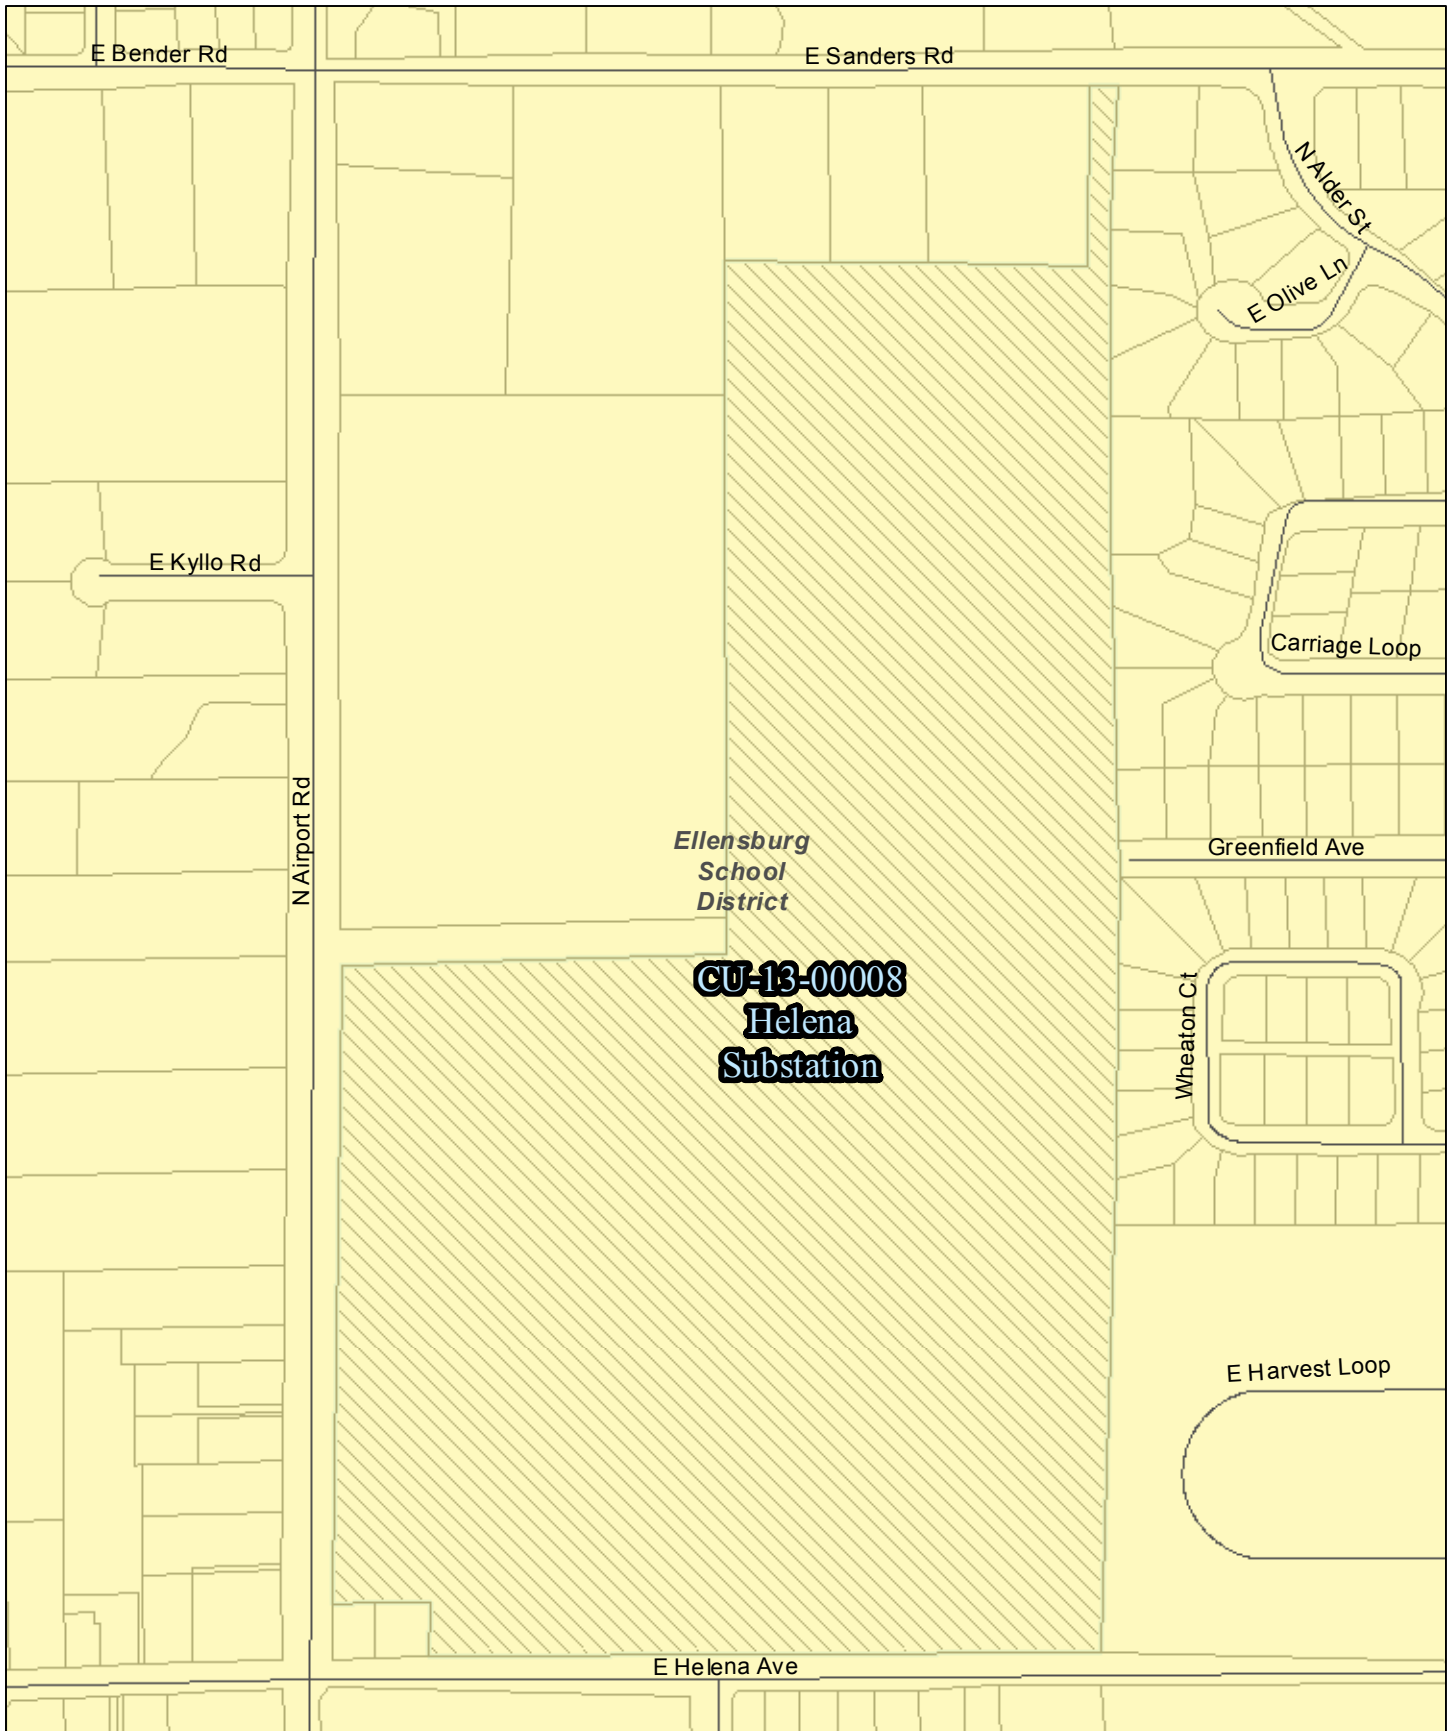 E Bender Rd
E Sanders Rd
N Alder St
E Olive Ln
E Kyllo Rd
Carriage Loop
N Airport Rd
Ellensburg
School
District
Greenfield Ave
CU-13-00008
Helena
Substation
Wheaton Ct
E Harvest Loop
E Helena Ave